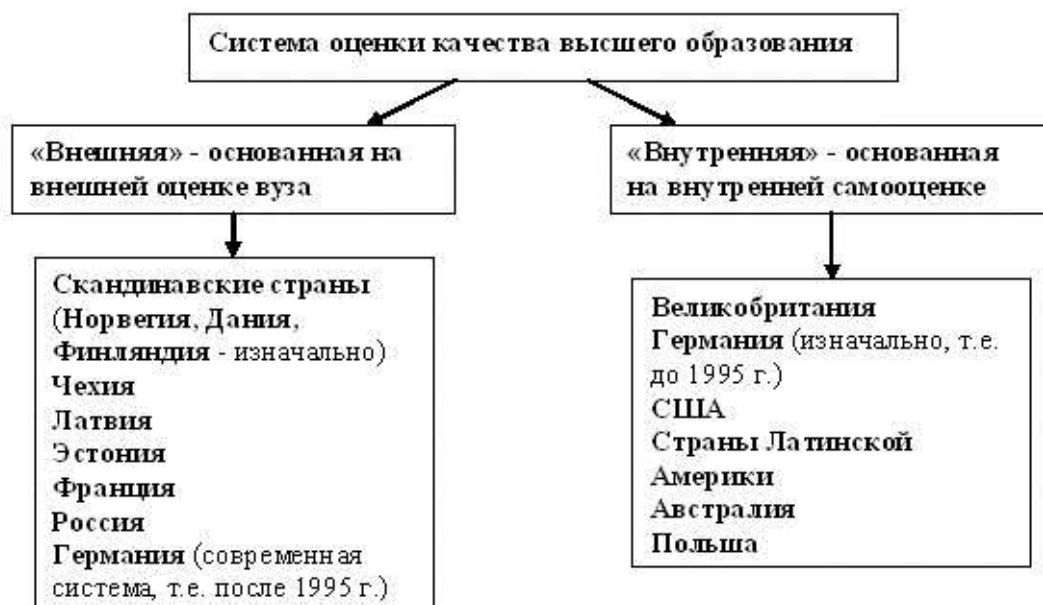 Система оценки качества высшего образования
«Внешняя» - основанная на
внешней оценке вуза
«Внутренняя» - основанная
на внутренней самооценке
Скандинавские страны
(Норвегия, Дания,
Финляндия - изначально)
Чехия
Латвия
Эстония
Франция
Россия
Германия (современная
система, т.е. после 1995 г.)
Великобритания
Германия (изначально, т.е.
до 1995 г.)
США
Страны Латинской
Америки
Австралия
Польша